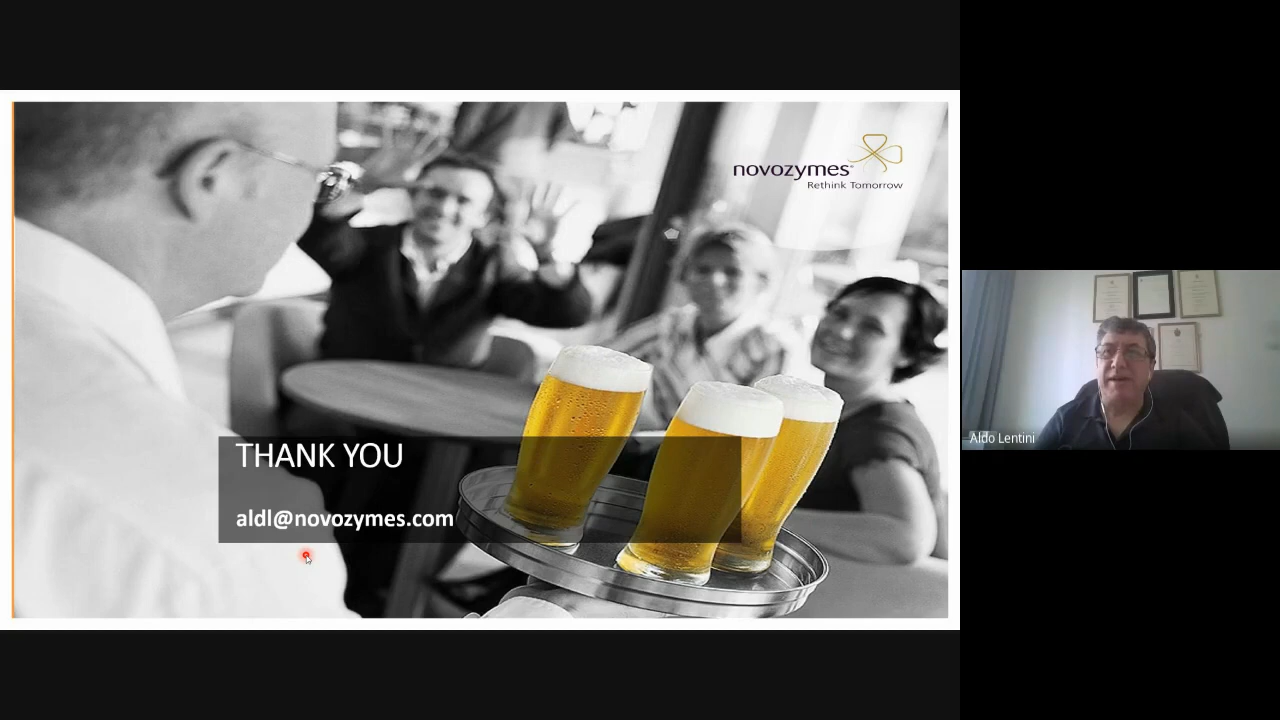 novozymes®
Rethink Tomorrow
THANK YOU
aldl@novozymes.com
Aldo Lentini